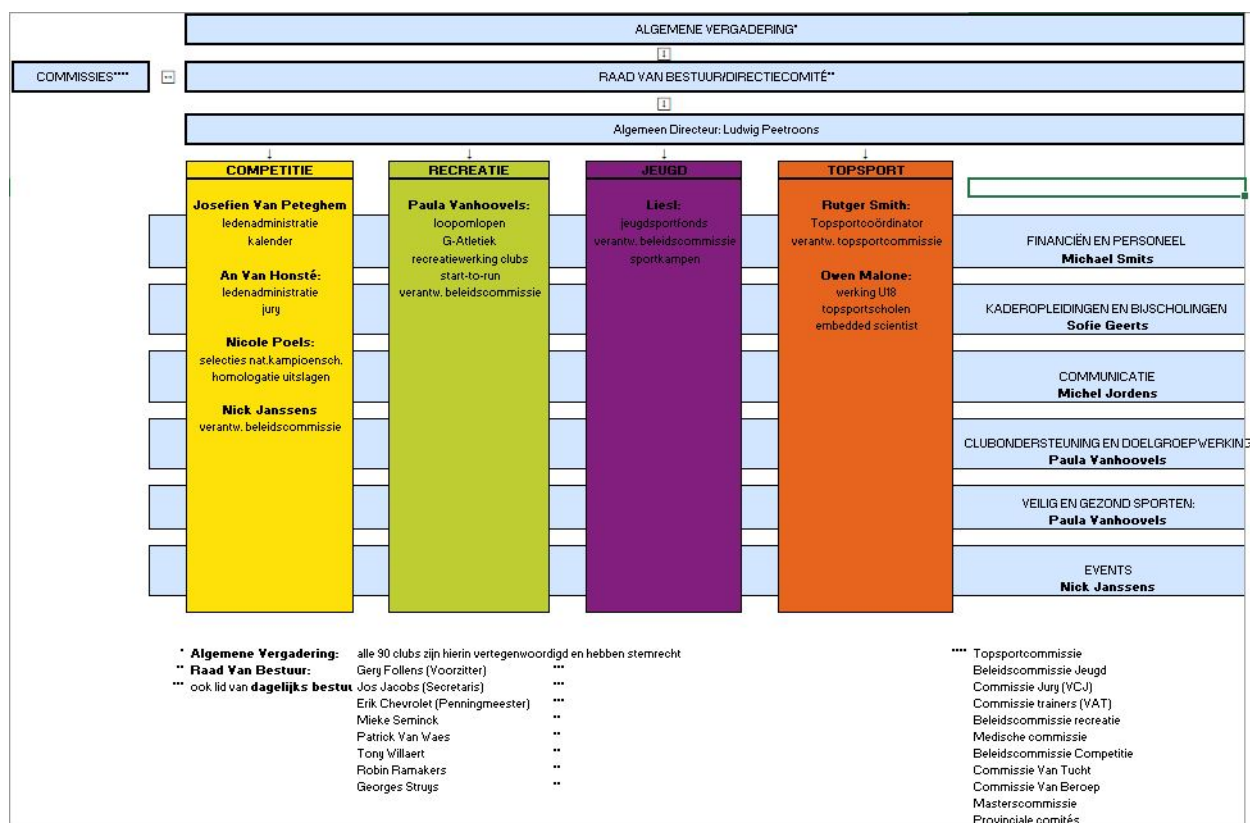 ALGEMENE VERGADERING*
COMMISSIES****
RAAD VAN BESTUUR/DIRECTIECOMITÉ**
Algemeen Directeur: Ludwig Peetroons
COMPETITIE
Josefien Van Peteghem
ledenadministratie
kalender
An Van Honsté:
ledenadministratie
jury
Nicole Poels:
selecties nat.kampioensch.
homologatie uitslagen
Nick Janssens
verantw. beleidscommissie
RECREATIE
Paula Vanhoovels:
loopomlopen
G-Atletiek
recreatiewerking clubs
start-to-run
verantw. beleidscommissie
JEUGD
Liesl:
jeugdsportfonds
verantw. beleidscommissie
sportkampen
TOPSPORT
Rutger Smith:
Topsportcoördinator
verantw. topsportcommissie
Owen Malone:
werking U18
topsportscholen
embedded scientist
FINANCIËN EN PERSONEEL
Michael Smits
KADEROPLEIDINGEN EN BIJSCHOLINGEN
Sofie Geerts
COMMUNICATIE
Michel Jordens
CLUBONDERSTEUNING EN DOELGROEPWERKING
Paula Vanhoovels
VEILIG EN GEZOND SPORTEN:
Paula Vanhoovels
EVENTS
Nick Janssens
* Algemene Vergadering: alle 90 clubs zijn hierin vertegenwoordigd en hebben stemrecht
** Raad Van Bestuur: Gery Follens (Voorzitter) ***
*** ook lid van dagelijks bestuu Jos Jacobs (Secretaris) ***
Erik Chevrolet (Penningmeester) ***
Mieke Seminck **
Patrick Van Waes **
Tony Willaert **
Robin Ramakers **
Georges Struys **
**** Topsportcommissie
Beleidscommissie Jeugd
Commissie Jury (VCJ)
Commissie trainers (VAT)
Beleidscommissie recreatie
Medische commissie
Beleidscommissie Competitie
Commissie Van Tucht
Commissie Van Beroep
Masterscommissie
Provinciale comités